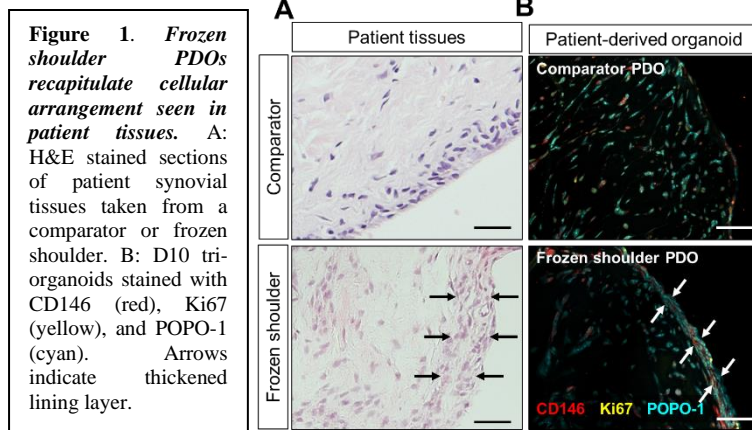 Figure 1. Frozen
shoulder PDOs
recapitulate cellular
arrangement seen in
patient tissues. A:
H&E stained sections
of patient synovial
tissues taken from a
comparator or frozen
shoulder. B: D10 tri-
organoids stained with
CD146 (red), Ki67
(yellow), and POPO-1
(cyan). Arrows
indicate thickened
lining layer.
A
Patient tissues
Comparator
Frozen shoulder
B
Patient-derived organoid
Comparator PDO
Frozen shoulder PDO
CD146 Ki67 POPO-1